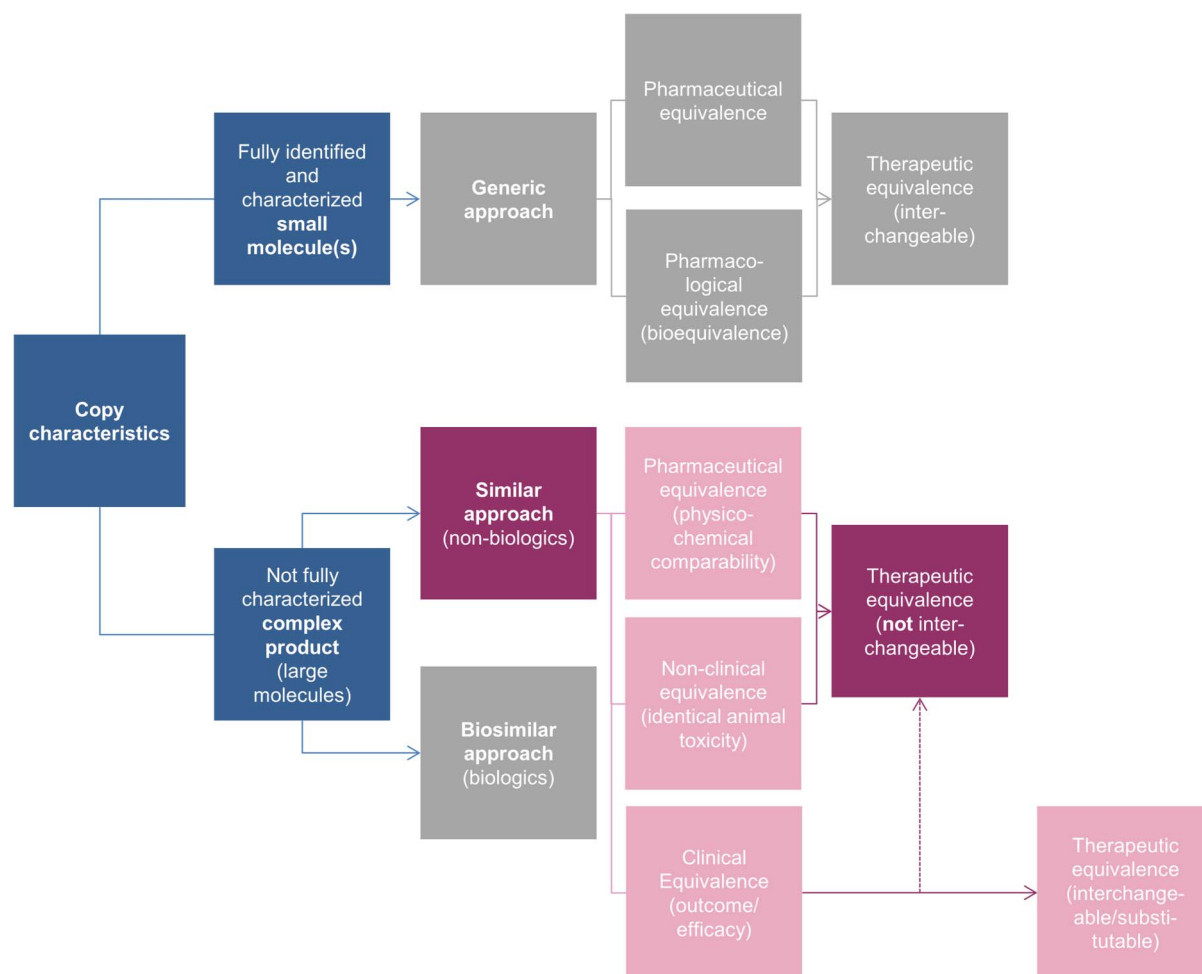 Copy
characteristics
Fully identified
and
characterized
small
molecule(s)
Generic
approach
Pharmaceutical
equivalence
Pharmaco-
logical
equivalence
(bioequivalence)
Therapeutic
equivalence
(inter-
changeable)
Not fully
characterized
complex
product
(large
molecules)
Similar
approach
(non-biologics)
Biosimilar
approach
(biologics)
Pharmaceutical
equivalence
(physico-
chemical
comparability)
Non-clinical
equivalence
(identical animal
toxicity)
Clinical
Equivalence
(outcome/
efficacy)
Therapeutic
equivalence
(not inter-
changeable)
Therapeutic
equivalence
(interchange-
able/substi-
tutable)